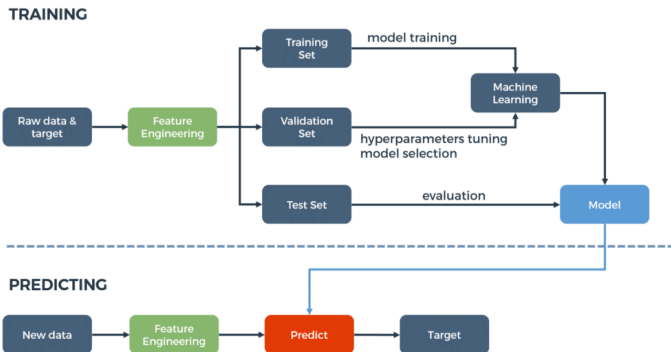 TRAINING
Training
Set
model training
Machine
Learning
Raw data &
target
Feature
Engineering
Validation
Set
hyperparameters tuning
model selection
Test Set
evaluation
Model
PREDICTING
New data
Feature
Engineering
Predict
Target